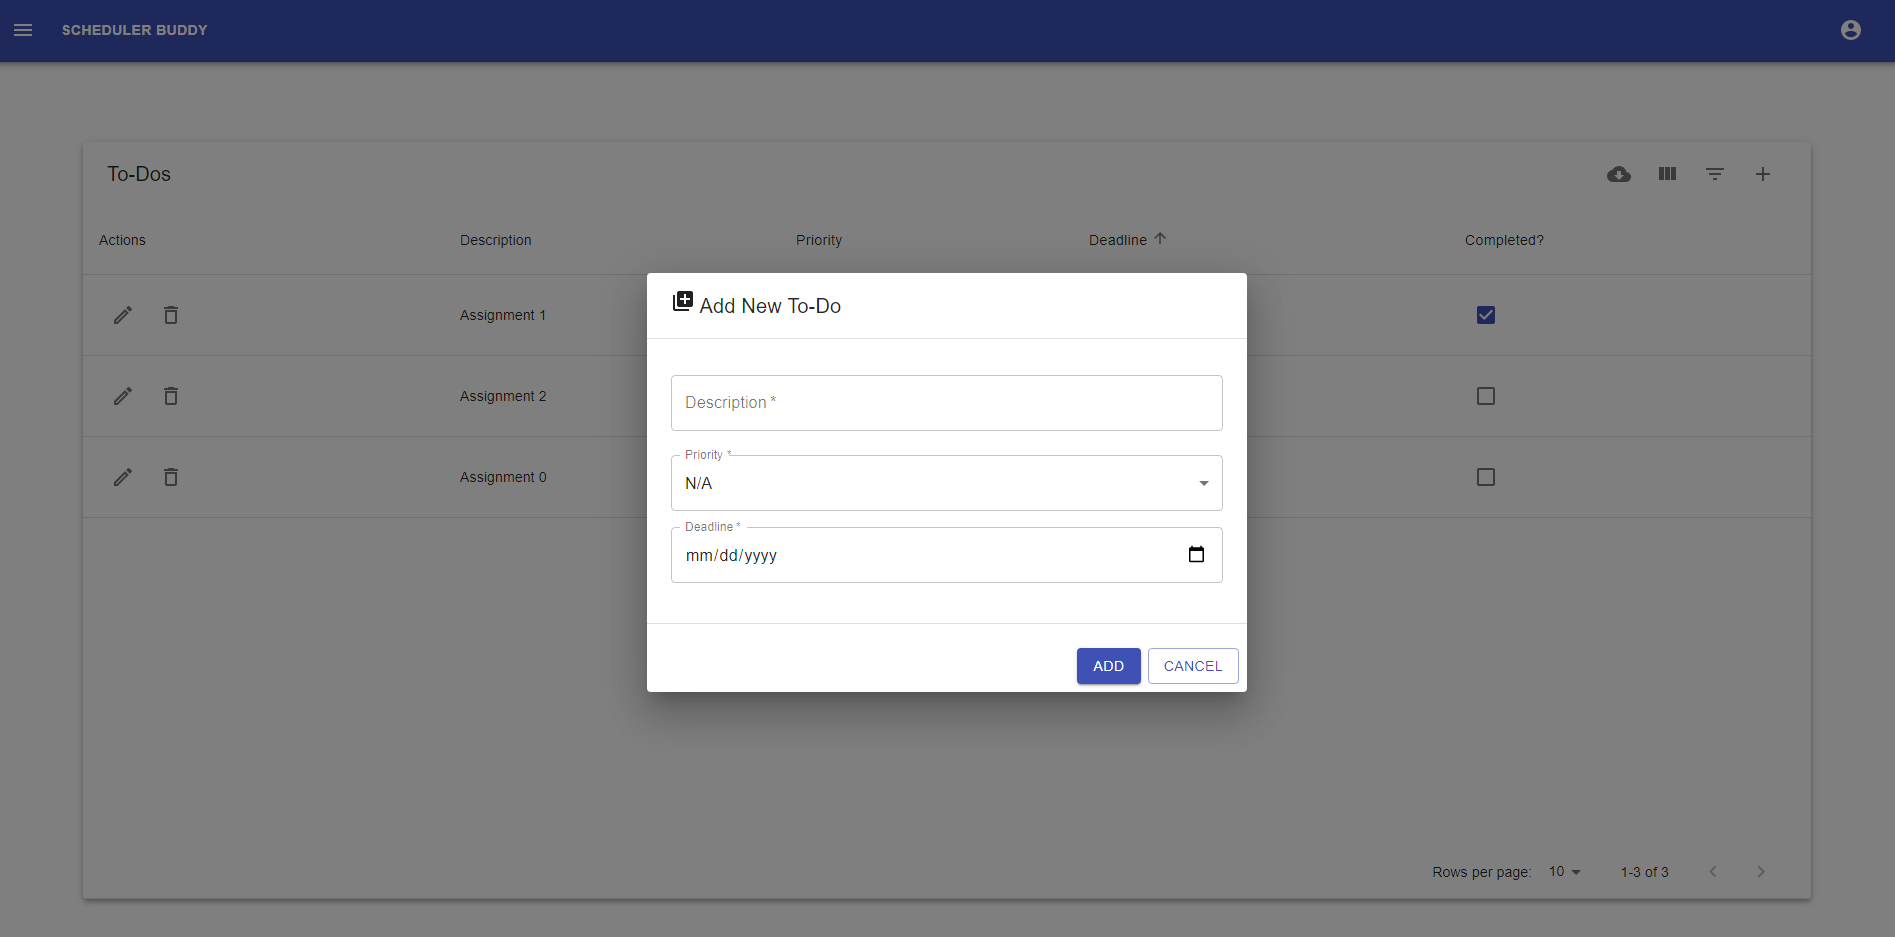 SCHEDULER BUDDY
To-Dos
Actions Description Priority Deadline Completed?
Assignment 1
Assignment 2
Assignment 0
Add New To-Do
Description *
Priority *
N/A
Deadline *
mm/dd/yyyy
ADD CANCEL
Rows per page: 10 1-3 of 3